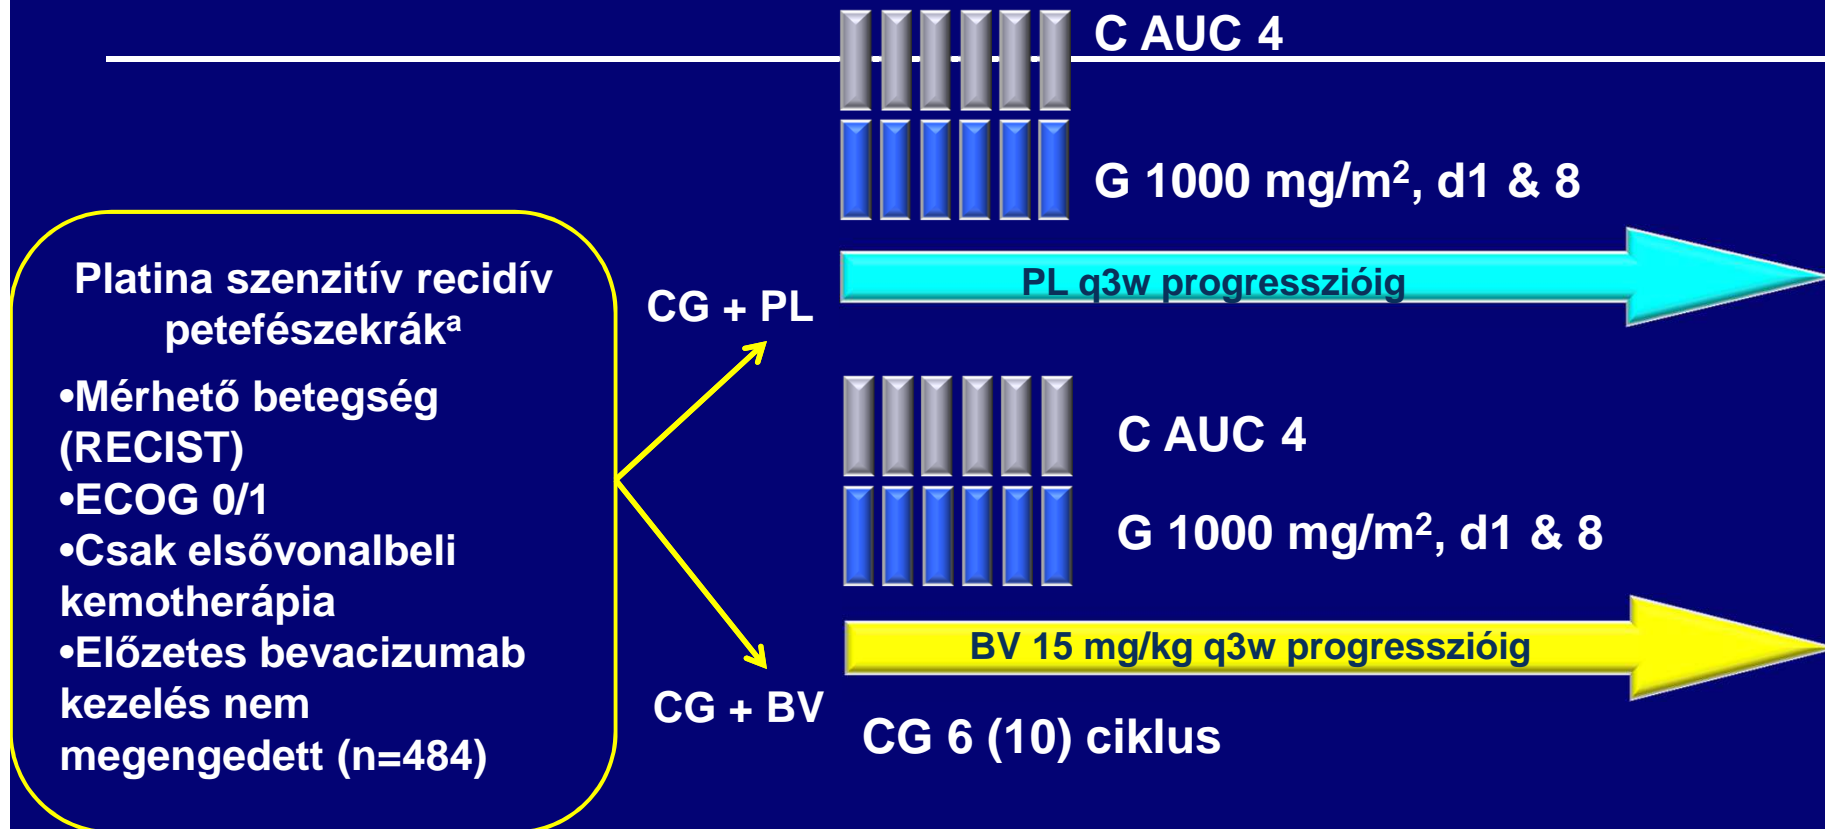 C AUC 4
G 1000 mg/m², d1 & 8
PL q3w progresszióig
Platina szenzitív recidív
petefészekrákᵃ
•Mérhető betegség
(RECIST)
•ECOG 0/1
•Csak elsővonalbeli
kemotherápia
•Előzetes bevacizumab
kezelés nem
megengedett (n=484)
CG + PL
CG + BV
C AUC 4
G 1000 mg/m², d1 & 8
BV 15 mg/kg q3w progresszióig
CG 6 (10) ciklus